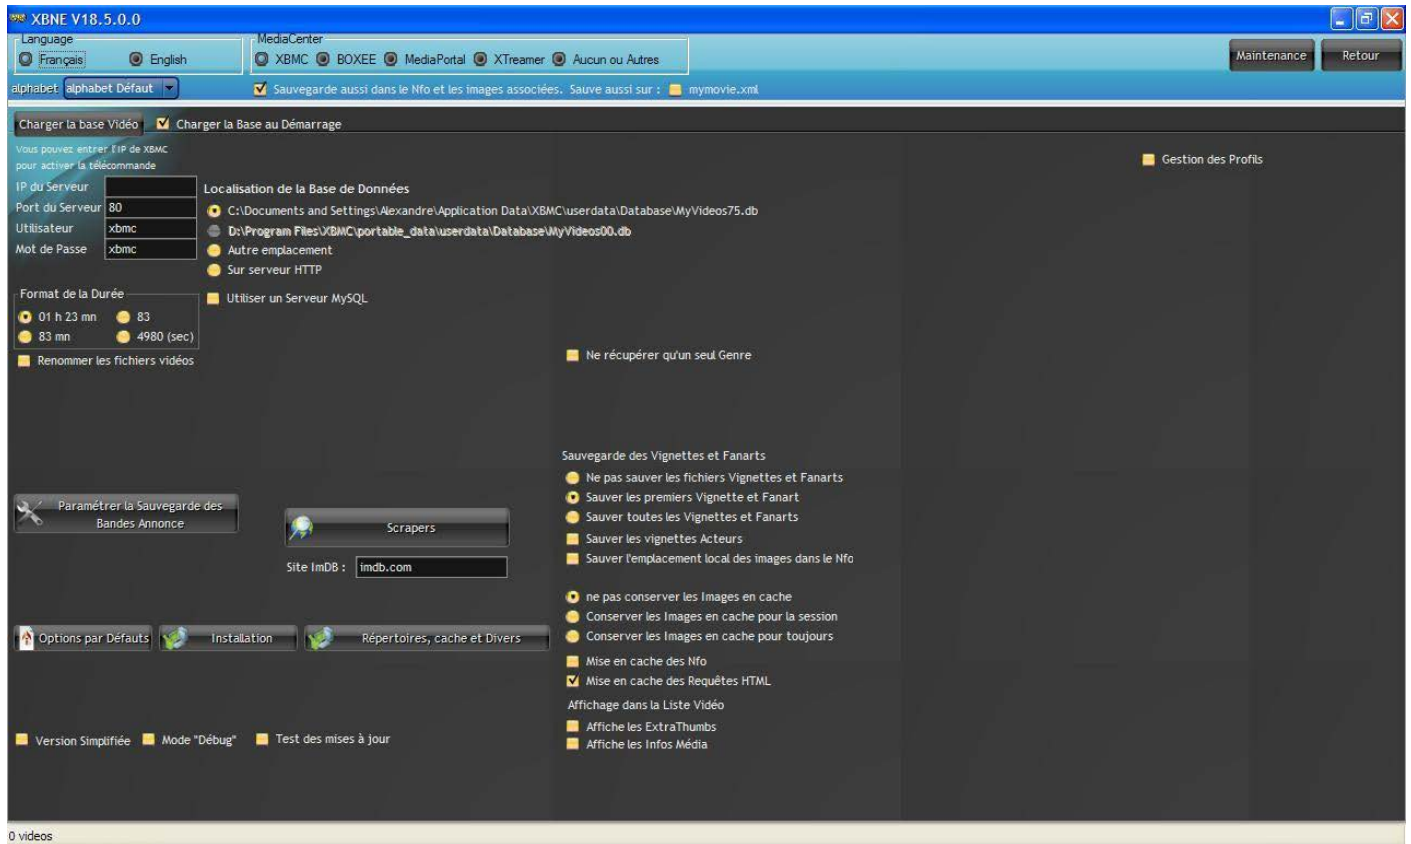 XBNE V18.5.0.0
Language
Français
English
MediaCenter
XBMC
BOXEE
MediaPortal
XTreamer
Aucun ou Autres
Maintenance
Retour
alphabet
alphabet Défaut
Sauvegarde aussi dans le Nfo et les images associées. Sauve aussi sur :
mymovie.xml
Charger la base Vidéo
Charger la Base au Démarrage
Vous pouvez entrer l'IP de XBMC
pour activer la télécommande
Gestion des Profils
IP du Serveur
Localisation de la Base de Données
Port du Serveur 80
C:\Documents and Settings\Alexandre\Application Data\XBMC\userdata\Database\MyVideos75.db
Utilisateur xbmc
D:\Program Files\XBMC\portable_data\userdata\Database\MyVideos00.db
Mot de Passe xbmc
Autre emplacement
Sur serveur HTTP
Utiliser un Serveur MySQL
Format de la Durée
01 h 23 mn
83
83 mn
4980 (sec)
Renommer les fichiers vidéos
Ne récupérer qu'un seul Genre
Sauvegarde des Vignettes et Fanarts
Ne pas sauver les fichiers Vignettes et Fanarts
Sauver les premiers Vignette et Fanart
Sauver toutes les Vignettes et Fanarts
Sauver les vignettes Acteurs
Sauver l'emplacement local des images dans le Nfo
Paramétrer la Sauvegarde des
Bandes Annonce
Scrapers
Site ImDB : imdb.com
ne pas conserver les Images en cache
Conserver les Images en cache pour la session
Conserver les Images en cache pour toujours
Options par Défauts
Installation
Répertoires, cache et Divers
Mise en cache des Nfo
Mise en cache des Requêtes HTML
Affichage dans la Liste Vidéo
Affiche les ExtraThumbs
Affiche les Infos Média
Version Simplifiée
Mode "Débug"
Test des mises à jour
0 videos